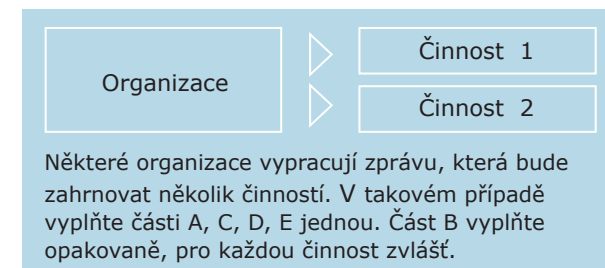 Organizace
Činnost 1
Činnost 2
Některé organizace vypracují zprávu, která bude
zahrnovat několik činností. V takovém případě
vyplňte části A, C, D, E jednou. Část B vyplňte
opakovaně, pro každou činnost zvlášť.